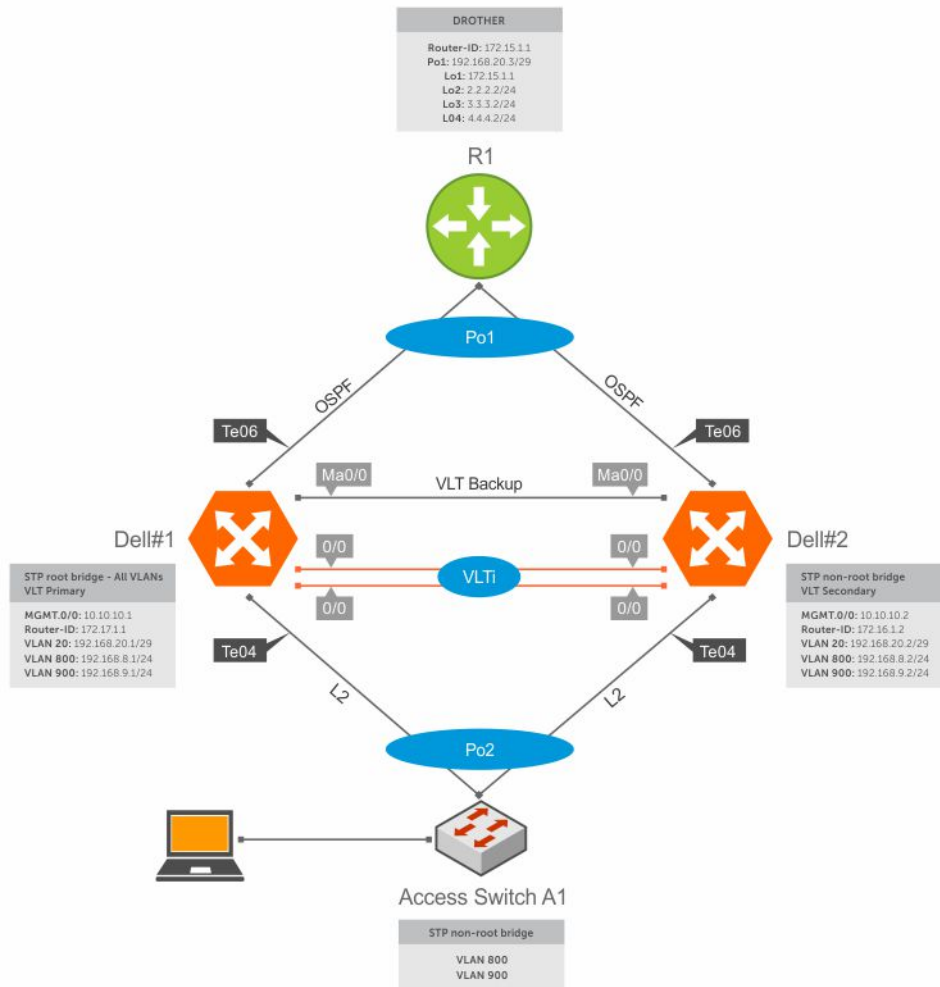 DROTHER
Router-ID: 172.15.1.1
Po1: 192.168.20.3/29
Lo1: 172.15.1.1
Lo2: 2.2.2.2/24
Lo3: 3.3.3.2/24
L04: 4.4.4.2/24
R1
Po1
OSPF
OSPF
Te06
Te06
Ma0/0
VLT Backup
Ma0/0
Dell#1
Dell#2
0/0
0/0
VLTi
0/0
0/0
STP root bridge - All VLANs
VLT Primary
MGMT.0/0: 10.10.10.1
Router-ID: 172.17.1.1
VLAN 20: 192.168.20.1/29
VLAN 800: 192.168.8.1/24
VLAN 900: 192.168.9.1/24
STP non-root bridge
VLT Secondary
MGMT.0/0: 10.10.10.2
Router-ID: 172.16.1.2
VLAN 20: 192.168.20.2/29
VLAN 800: 192.168.8.2/24
VLAN 900: 192.168.9.2/24
Te04
Te04
L2
L2
Po2
Access Switch A1
STP non-root bridge
VLAN 800
VLAN 900